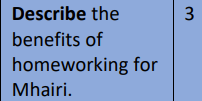 Describe the 3
benefits of
homeworking for
Mhairi.